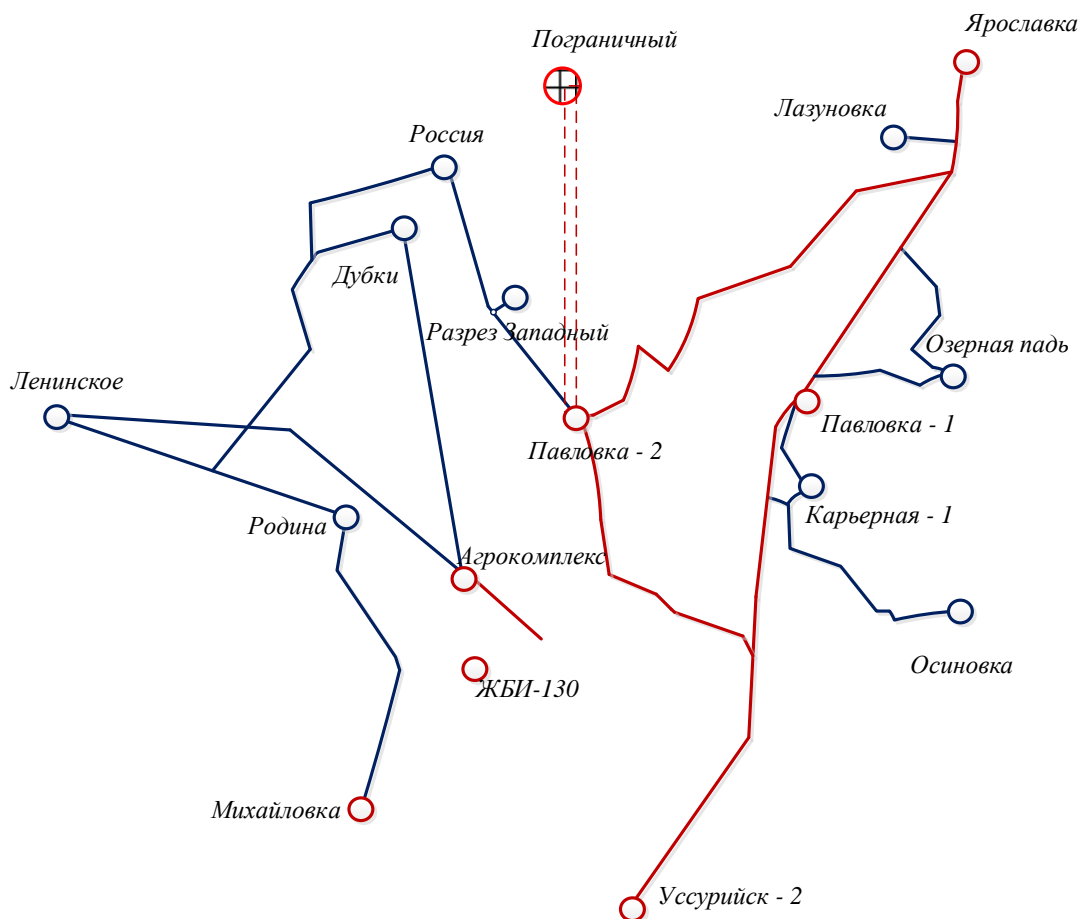 Ярославка
Пограничный
Лазуновка
Россия
Дубки
Разрез Западный
Озерная падь
Ленинское
Павловка - 1
Павловка - 2
Родина
Карьерная - 1
Агрокомплекс
Осиновка
ЖБИ-130
Михайловка
Уссурийск - 2